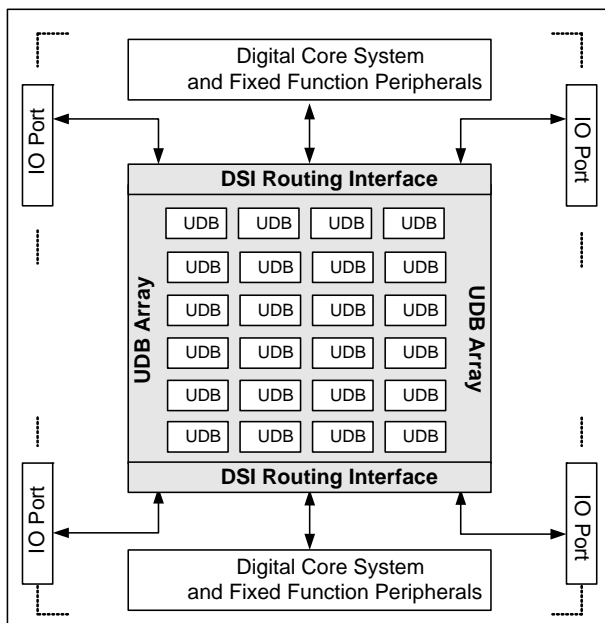 Digital Core System
and Fixed Function Peripherals
IO Port
IO Port
DSI Routing Interface
UDB UDB UDB UDB
UDB UDB UDB UDB
UDB UDB UDB UDB
UDB UDB UDB UDB
UDB UDB UDB UDB
UDB UDB UDB UDB
UDB Array
UDB Array
DSI Routing Interface
IO Port
IO Port
Digital Core System
and Fixed Function Peripherals